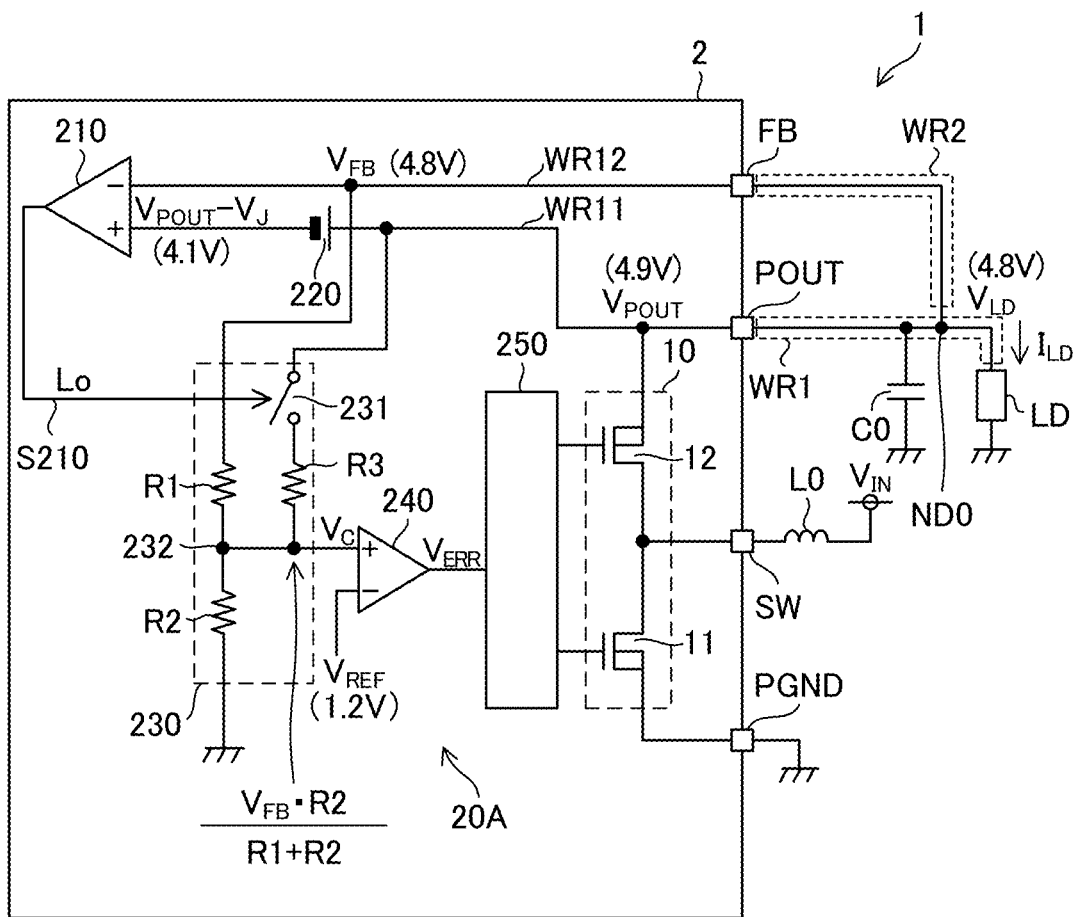 1
2
210
FB
WR2
V_FB (4.8V)
WR12
−
V_POUT−V_J
WR11
+
(4.1V)
220
(4.9V)
V_POUT
POUT
(4.8V)
V_LD
I_LD
250
10
WR1
Lo
231
C0
LD
S210
12
R3
R1
L0
V_IN
240
ND0
232
V_C
+
V_ERR
−
SW
R2
11
V_REF
(1.2V)
PGND
230
20A
V_FB・R2
R1+R2